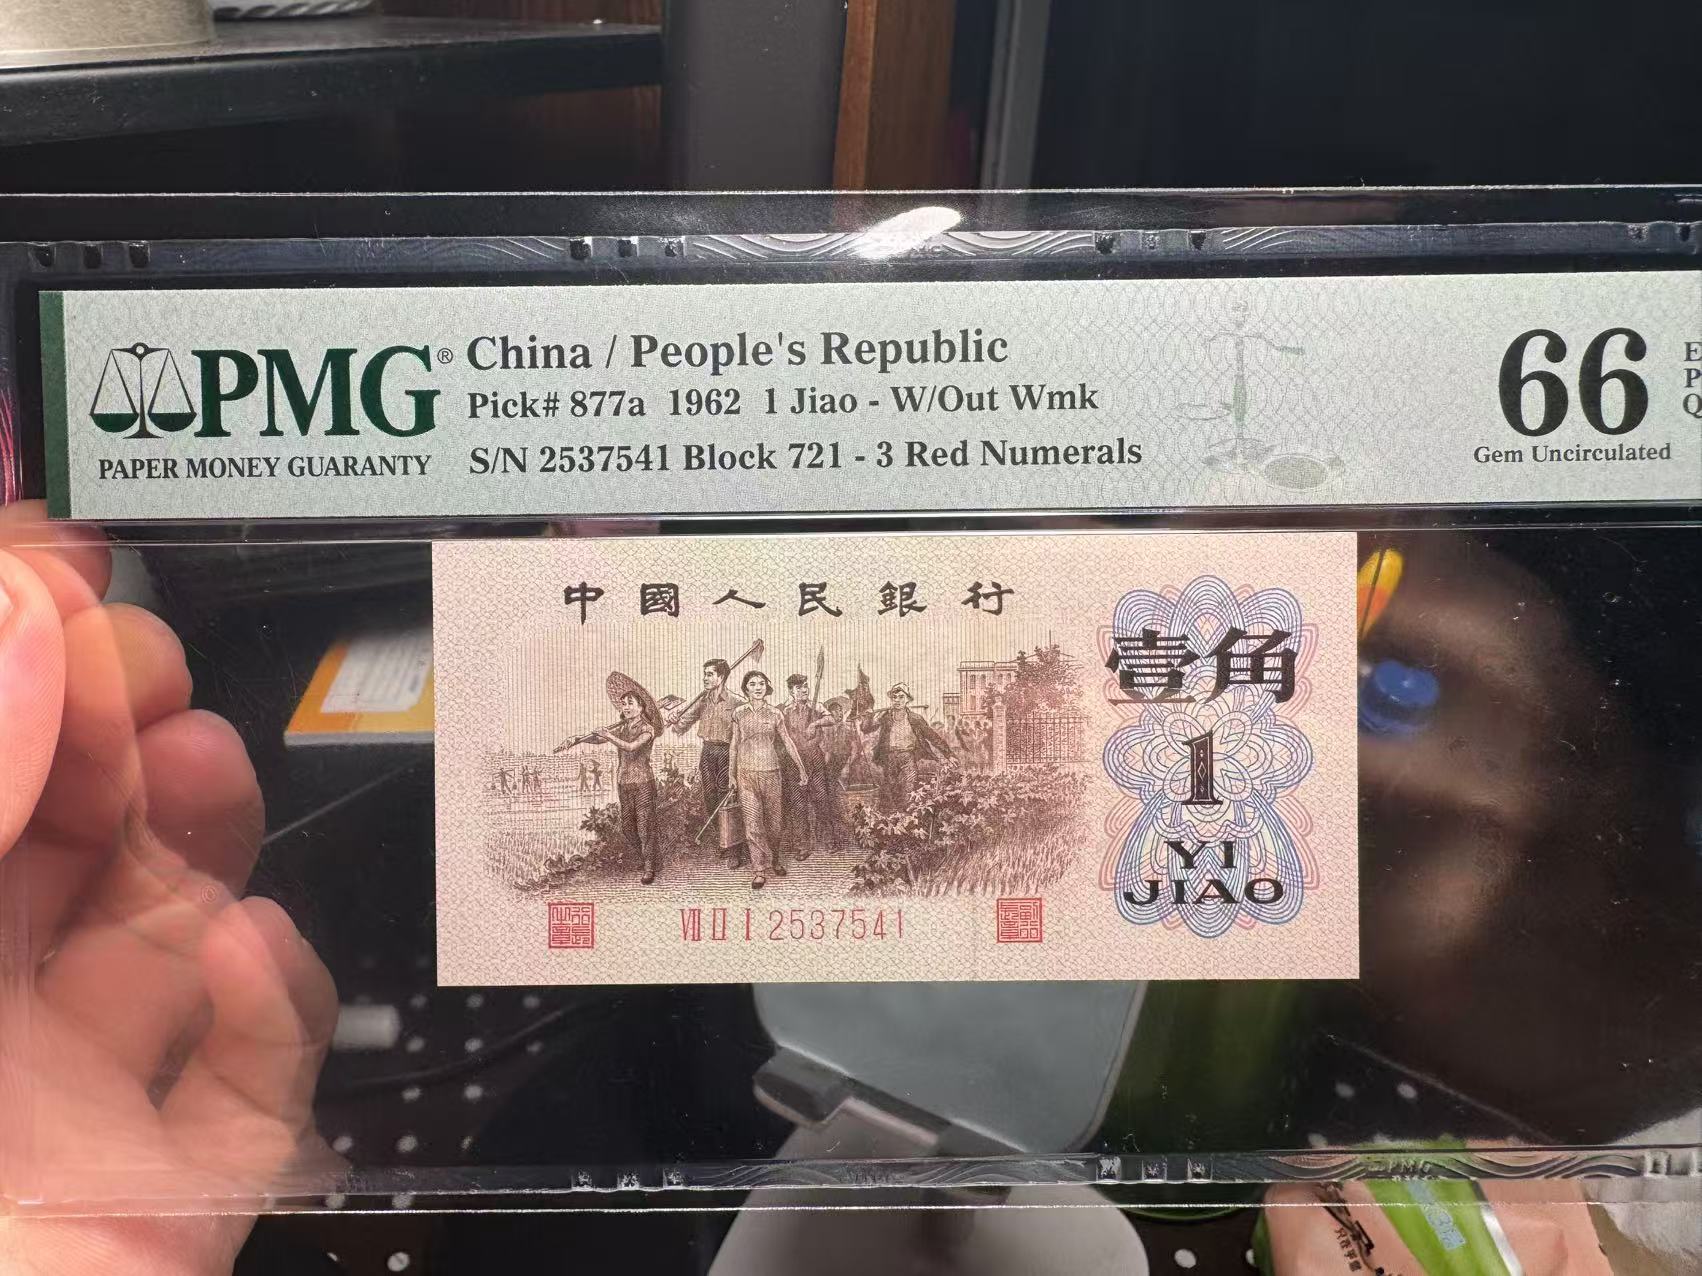 PMG®
PAPER MONEY GUARANTY
China / People's Republic
Pick# 877a 1962 1 Jiao - W/Out Wmk
S/N 2537541 Block 721 - 3 Red Numerals
66
Gem Uncirculated
E
P
Q
中國人民銀行
壹角
1
YI
JIAO
VII II I 2537541